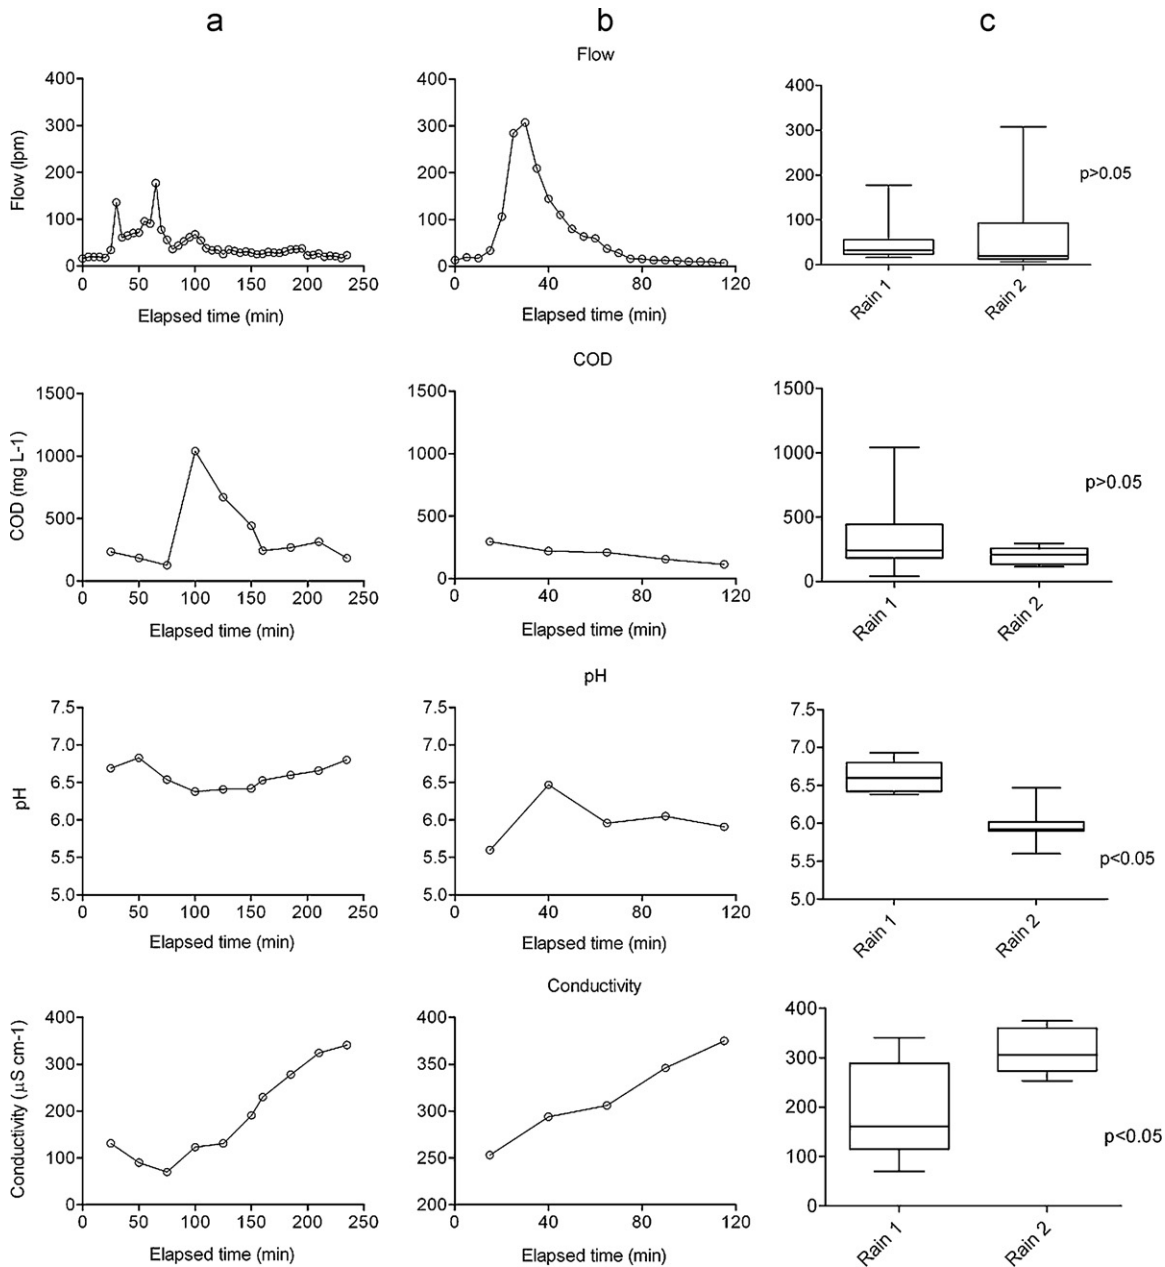 a b c
Flow
400 400 400
300 300 300
200 200 200
100 100 100
0 0 0
Flow (lpm)
p>0.05
0 50 100 150 200 250
0 40 80 120
Rain 1 Rain 2
Elapsed time (min) Elapsed time (min)
COD
1500 1500 1500
1000 1000 1000
500 500 500
0 0 0
COD (mg L-1)
p>0.05
0 50 100 150 200 250
0 40 80 120
Rain 1 Rain 2
Elapsed time (min) Elapsed time (min)
pH
7.5 7.5 7.5
7.0 7.0 7.0
6.5 6.5 6.5
6.0 6.0 6.0
5.5 5.5 5.5
5.0 5.0 5.0
pH
p<0.05
0 50 100 150 200 250
0 40 80 120
Rain 1 Rain 2
Elapsed time (min) Elapsed time (min)
Conductivity
400 400 400
300 350 300
200 300 200
100 250 100
0 200 0
Conductivity (µS cm-1)
p<0.05
0 50 100 150 200 250
0 40 80 120
Rain 1 Rain 2
Elapsed time (min) Elapsed time (min)